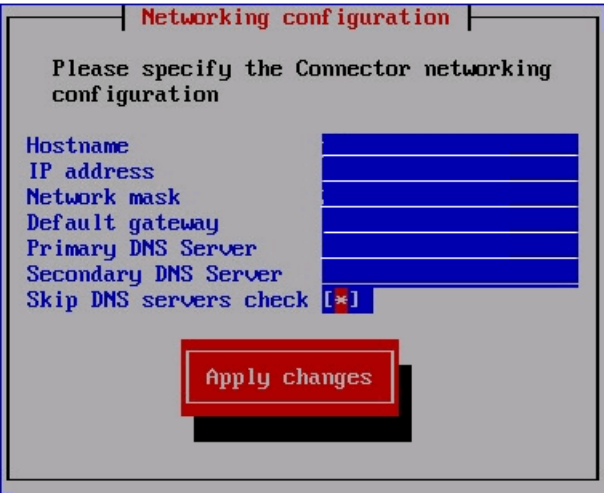 Networking configuration
Please specify the Connector networking
configuration
Hostname
IP address
Network mask
Default gateway
Primary DNS Server
Secondary DNS Server
Skip DNS servers check [*]
Apply changes